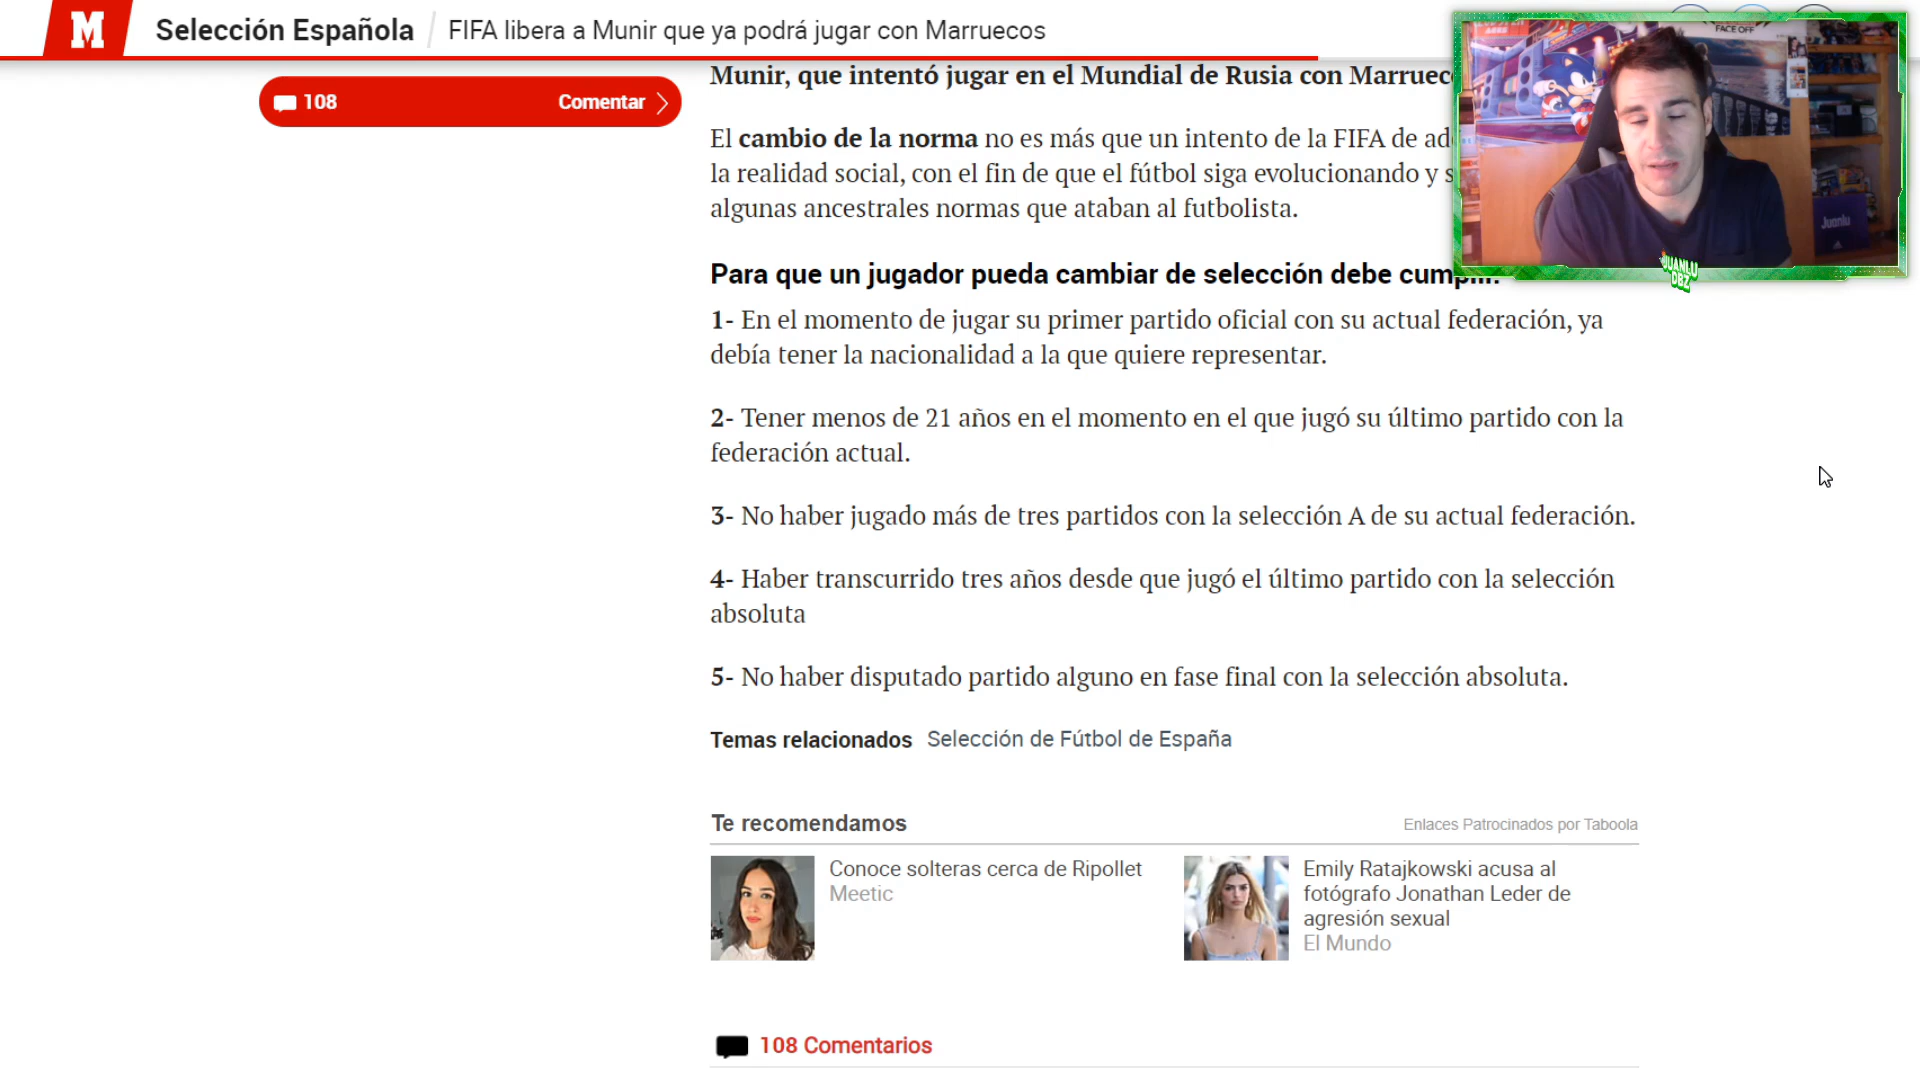 M
Selección Española
FIFA libera a Munir que ya podrá jugar con Marruecos
108
Comentar
Munir, que intentó jugar en el Mundial de Rusia con
El cambio de la norma no es más que un intento de la FIFA de
la realidad social, con el fin de que el fútbol siga evolucionando y
algunas ancestrales normas que ataban al futbolista.
Para que un jugador pueda cambiar de selección debe
1- En el momento de jugar su primer partido oficial con su actual federación, ya
debía tener la nacionalidad a la que quiere representar.
2- Tener menos de 21 años en el momento en el que jugó su último partido con la
federación actual.
3- No haber jugado más de tres partidos con la selección A de su actual federación.
4- Haber transcurrido tres años desde que jugó el último partido con la selección
absoluta
5- No haber disputado partido alguno en fase final con la selección absoluta.
Temas relacionados Selección de Fútbol de España
Te recomendamos
Enlaces Patrocinados por Taboola
Conoce solteras cerca de Ripollet
Meetic
Emily Ratajkowski acusa al
fotógrafo Jonathan Leder de
agresión sexual
El Mundo
108 Comentarios
FACE OFF
Juanlu
JUANLU
DBZ